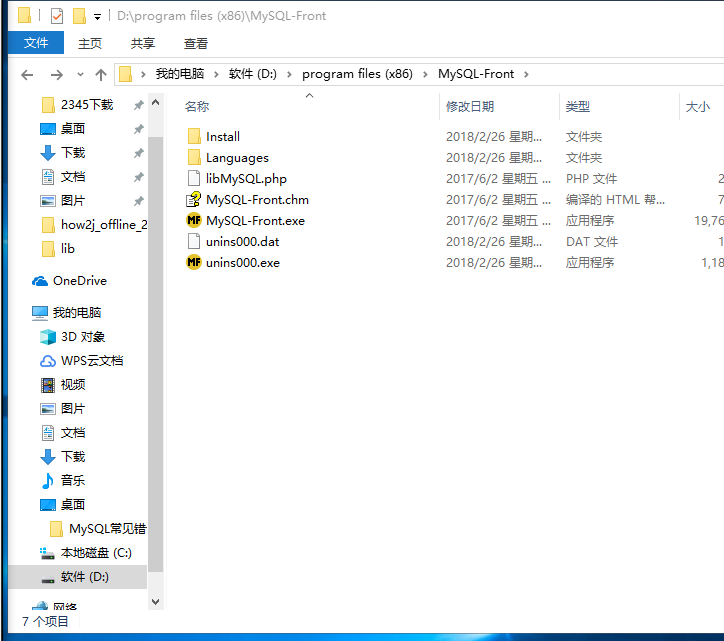 D:\program files (x86)\MySQL-Front
文件 主页 共享 查看
我的电脑 软件 (D:) program files (x86) MySQL-Front
名称 修改日期 类型 大小
2345下载
桌面
下载
文档
图片
how2j_offline_2
lib
OneDrive
我的电脑
3D 对象
WPS云文档
视频
图片
文档
下载
音乐
桌面
MySQL常见错
本地磁盘 (C:)
软件 (D:)
网络
Install 2018/2/26 星期... 文件夹
Languages 2018/2/26 星期... 文件夹
libMySQL.php 2017/6/2 星期五 ... PHP 文件 2
MySQL-Front.chm 2017/6/2 星期五 ... 编译的 HTML 帮... 7
MF MySQL-Front.exe 2017/6/2 星期五 ... 应用程序 19,76
unins000.dat 2018/2/26 星期... DAT 文件 1
MF unins000.exe 2018/2/26 星期... 应用程序 1,18
7 个项目